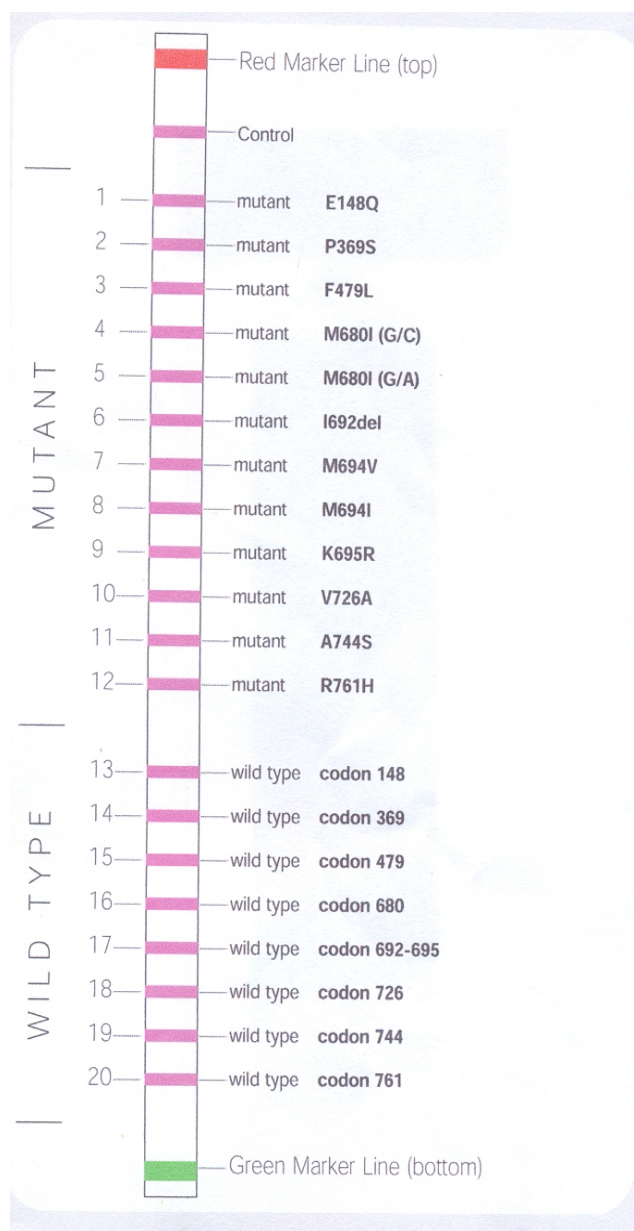 Red Marker Line (top)
Control
MUTANT
1 mutant E148Q
2 mutant P369S
3 mutant F479L
4 mutant M680I (G/C)
5 mutant M680I (G/A)
6 mutant I692del
7 mutant M694V
8 mutant M694I
9 mutant K695R
10 mutant V726A
11 mutant A744S
12 mutant R761H
WILD TYPE
13 wild type codon 148
14 wild type codon 369
15 wild type codon 479
16 wild type codon 680
17 wild type codon 692-695
18 wild type codon 726
19 wild type codon 744
20 wild type codon 761
Green Marker Line (bottom)